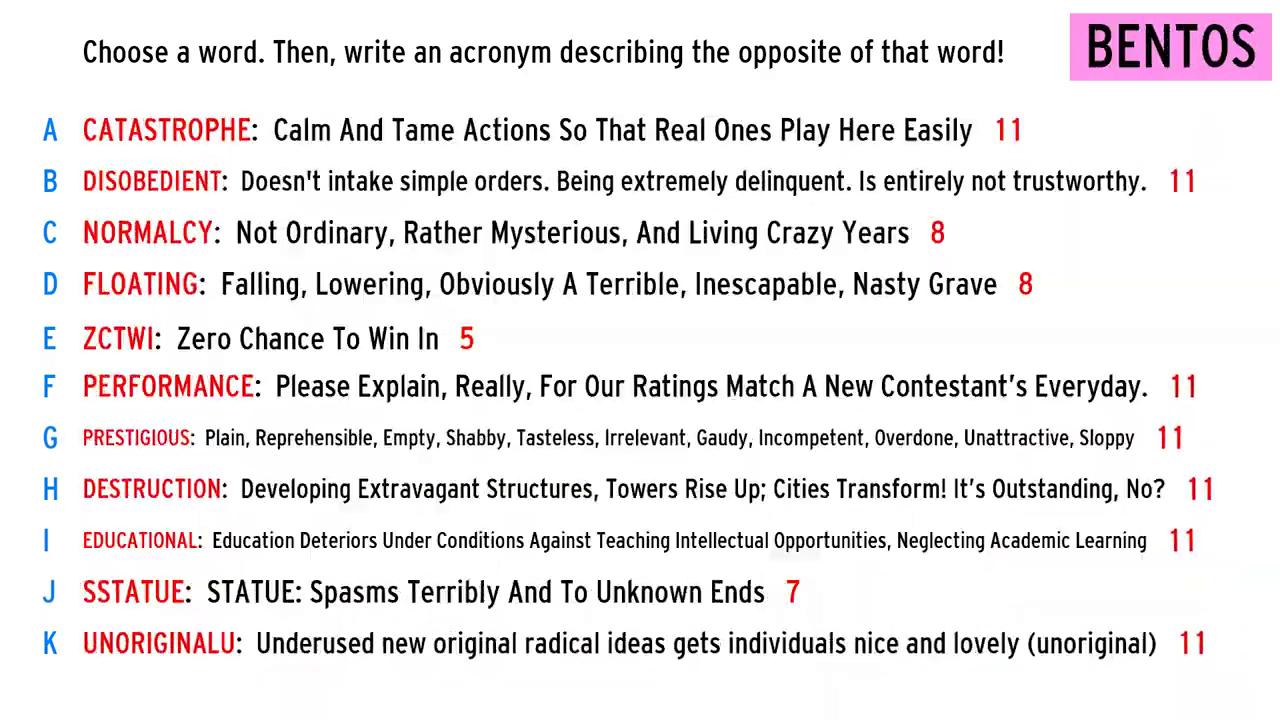 Choose a word. Then, write an acronym describing the opposite of that word!
BENTOS
A CATASTROPHE: Calm And Tame Actions So That Real Ones Play Here Easily 11
B DISOBEDIENT: Doesn't intake simple orders. Being extremely delinquent. Is entirely not trustworthy. 11
C NORMALCY: Not Ordinary, Rather Mysterious, And Living Crazy Years 8
D FLOATING: Falling, Lowering, Obviously A Terrible, Inescapable, Nasty Grave 8
E ZCTWI: Zero Chance To Win In 5
F PERFORMANCE: Please Explain, Really, For Our Ratings Match A New Contestant’s Everyday. 11
G PRESTIGIOUS: Plain, Reprehensible, Empty, Shabby, Tasteless, Irrelevant, Gaudy, Incompetent, Overdone, Unattractive, Sloppy 11
H DESTRUCTION: Developing Extravagant Structures, Towers Rise Up; Cities Transform! It’s Outstanding, No? 11
I EDUCATIONAL: Education Deteriors Under Conditions Against Teaching Intellectual Opportunities, Neglecting Academic Learning 11
J SSTATUE: STATUE: Spasms Terribly And To Unknown Ends 7
K UNORIGINALU: Underused new original radical ideas gets individuals nice and lovely (unoriginal) 11